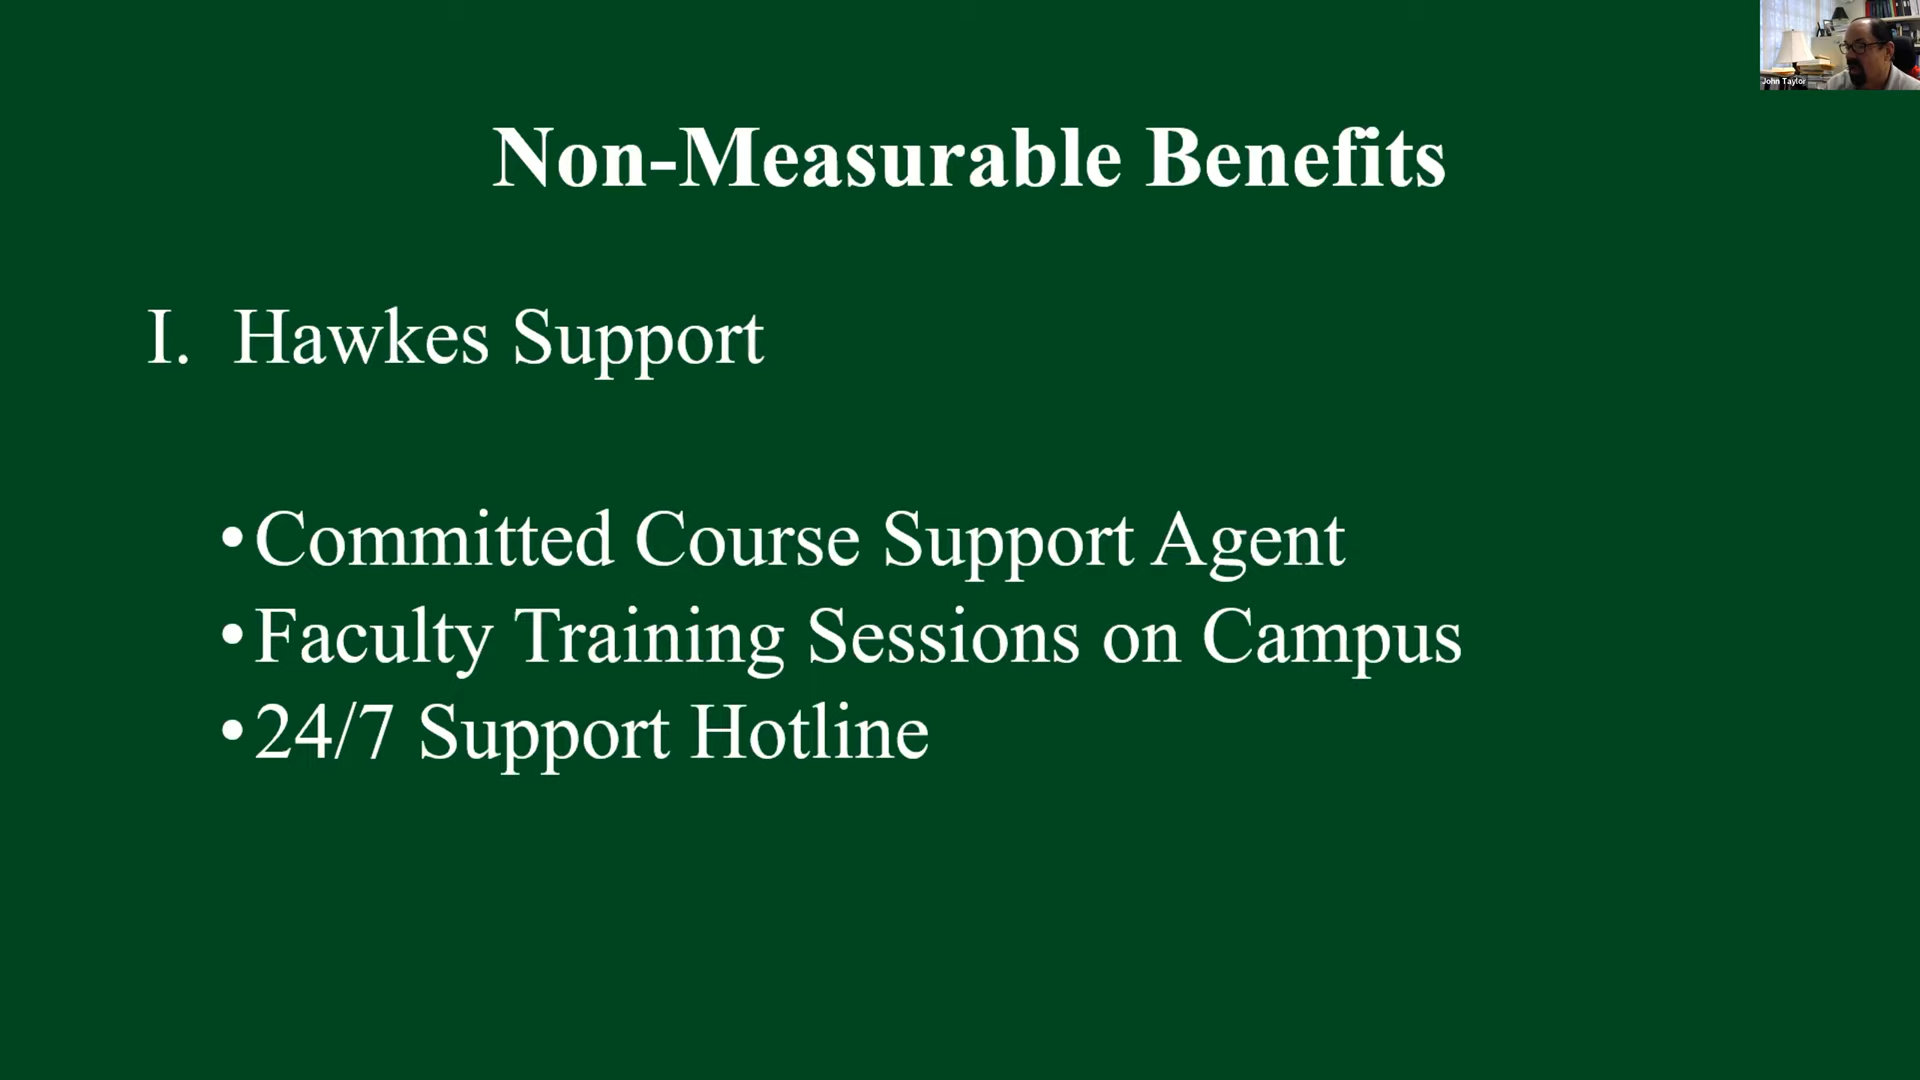 John Taylor
Non-Measurable Benefits
I. Hawkes Support
•Committed Course Support Agent
•Faculty Training Sessions on Campus
•24/7 Support Hotline